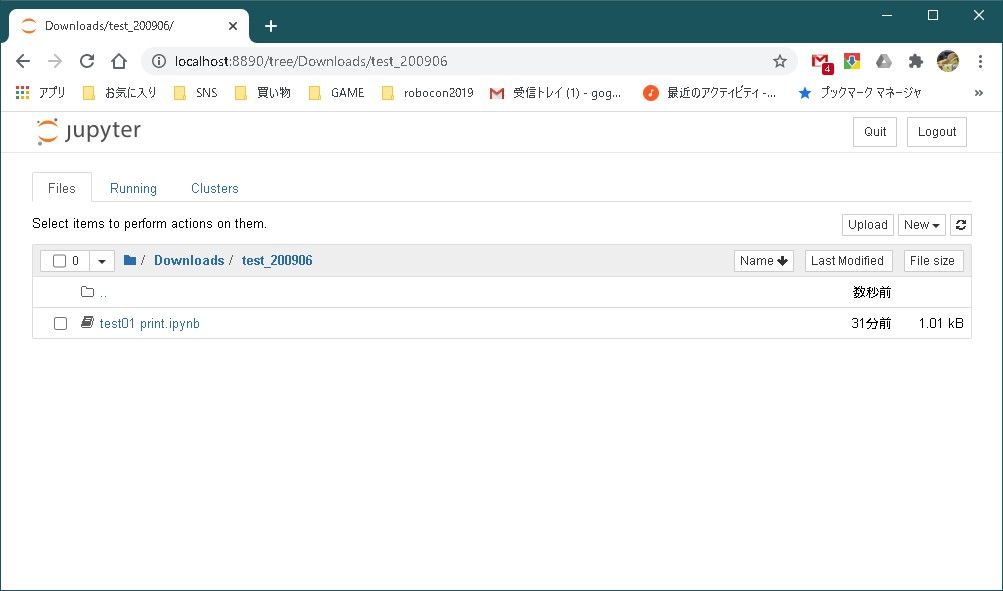 Downloads/test_200906/
localhost:8890/tree/Downloads/test_200906
4
アプリ お気に入り SNS 買い物 GAME robocon2019 受信トレイ (1) - gog... 最近のアクティビティ -... ブックマーク マネージャ »
jupyter Quit Logout
Files Running Clusters
Select items to perform actions on them. Upload New
0 / Downloads / test_200906 Name Last Modified File size
.. 数秒前
test01 print.ipynb 31分前 1.01 kB